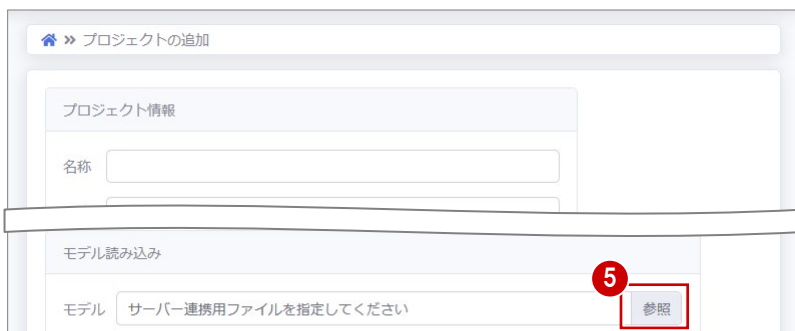 » プロジェクトの追加
プロジェクト情報
名称
モデル読み込み
5
モデル サーバー連携用ファイルを指定してください 参照